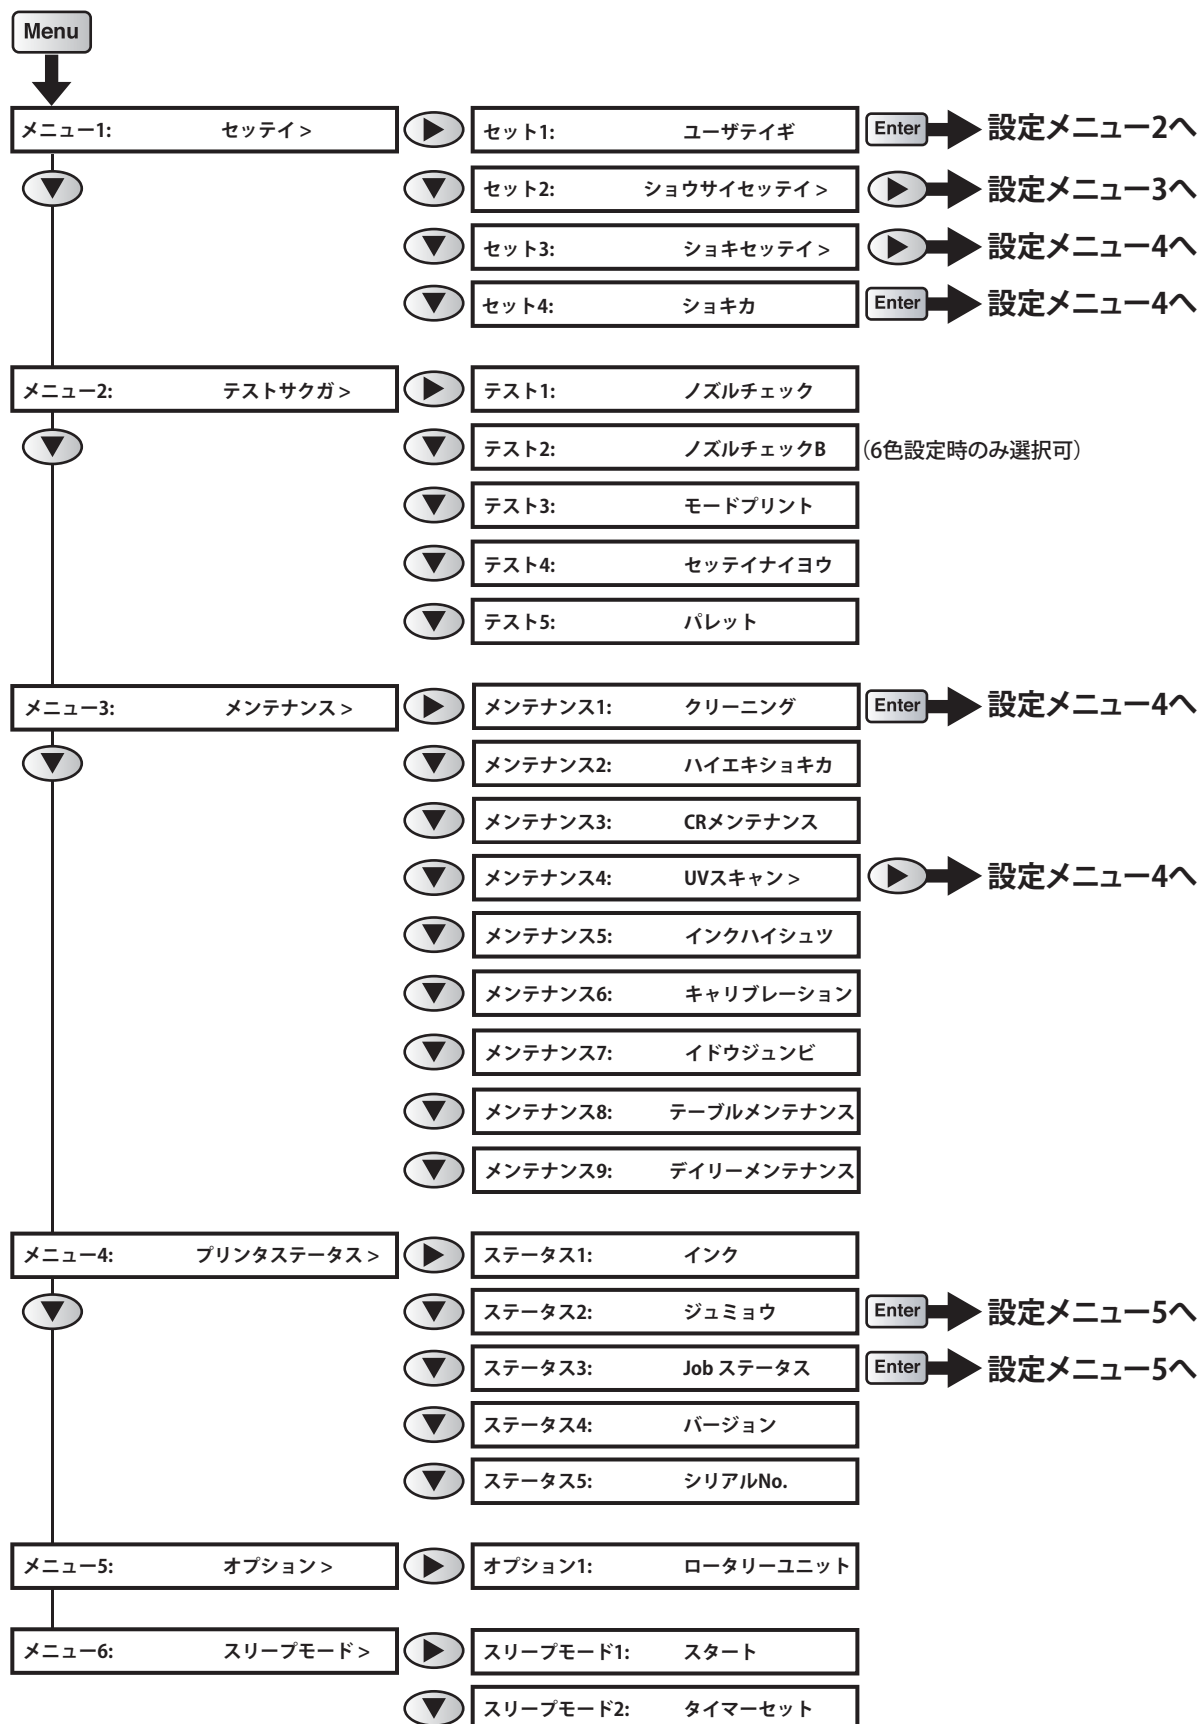 Menu
メニュー1: セッテイ > セット1: ユーザテイギ Enter 設定メニュー2へ
セット2: ショウサイセッテイ > 設定メニュー3へ
セット3: ショキセッテイ > 設定メニュー4へ
セット4: ショキカ Enter 設定メニュー4へ
メニュー2: テストサクガ > テスト1: ノズルチェック
テスト2: ノズルチェックB (6色設定時のみ選択可)
テスト3: モードプリント
テスト4: セッテイナイヨウ
テスト5: パレット
メニュー3: メンテナンス > メンテナンス1: クリーニング Enter 設定メニュー4へ
メンテナンス2: ハイエキショキカ
メンテナンス3: CRメンテナンス
メンテナンス4: UVスキャン > 設定メニュー4へ
メンテナンス5: インクハイシュツ
メンテナンス6: キャリブレーション
メンテナンス7: イドウジュンビ
メンテナンス8: テーブルメンテナンス
メンテナンス9: デイリーメンテナンス
メニュー4: プリンタステータス > ステータス1: インク
ステータス2: ジュミョウ Enter 設定メニュー5へ
ステータス3: Job ステータス Enter 設定メニュー5へ
ステータス4: バージョン
ステータス5: シリアルNo.
メニュー5: オプション > オプション1: ロータリーユニット
メニュー6: スリープモード > スリープモード1: スタート
スリープモード2: タイマーセット